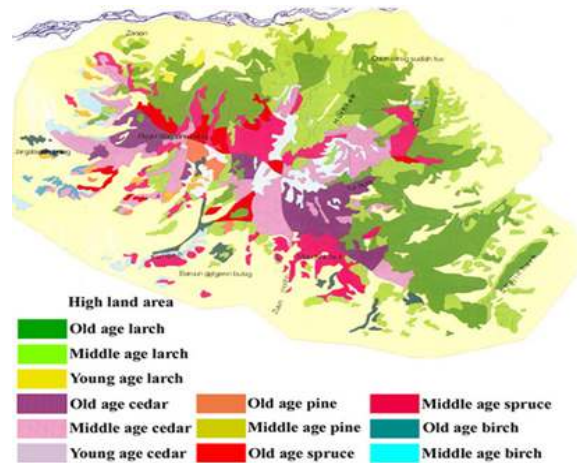 Zaisan
High land area
Old age larch
Middle age larch
Young age larch
Old age cedar Old age pine Middle age spruce
Middle age cedar Middle age pine Old age birch
Young age cedar Old age spruce Middle age birch